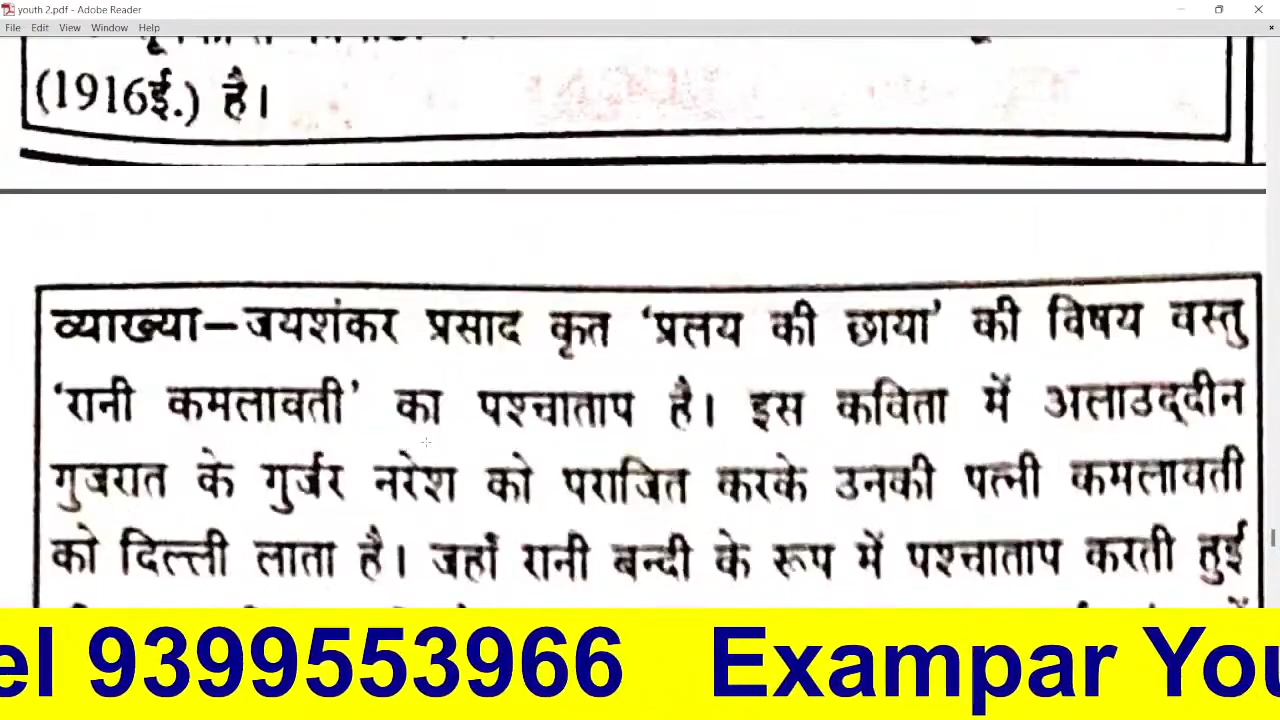 youth 2.pdf - Adobe Reader
File Edit View Window Help
(1916ई.) है।
व्याख्या–जयशंकर प्रसाद कृत ‘प्रलय की छाया’ की विषय वस्तु
‘रानी कमलावती’ का पश्चाताप है। इस कविता में अलाउद्दीन
गुजरात के गुर्जर नरेश को पराजित करके उनकी पत्नी कमलावती
को दिल्ली लाता है। जहाँ रानी बन्दी के रूप में पश्चाताप करती हुई
el 9399553966 Exampar You